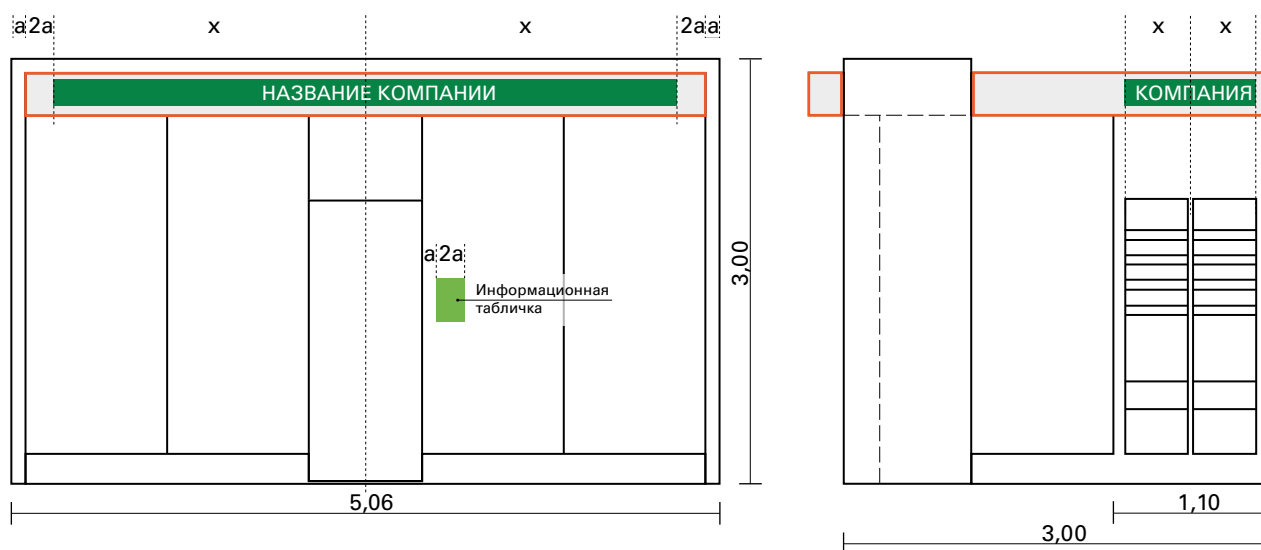 a 2a x x 2a a
x x
НАЗВАНИЕ КОМПАНИИ
КОМПАНИЯ
a 2a
Информационная
табличка
3,00
5,06
1,10
3,00